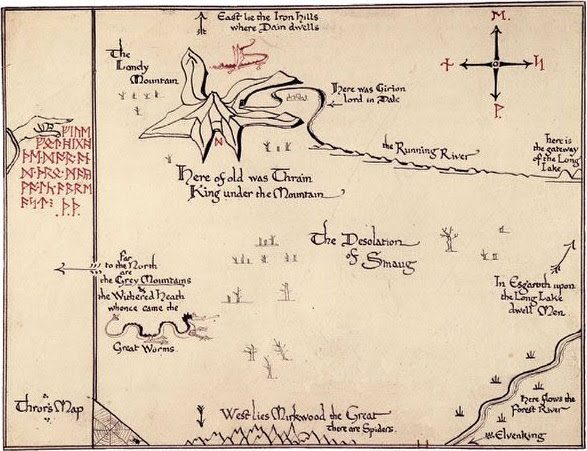 East lie the Iron Hills
where Dain dwells
The
Lonely
Mountain
Here was Girion
lord in Dale
the Running River
here is
the gateway
of the Long
Lake
Here of old was Thrain
King under the Mountain
The Desolation
of Smaug
far
to the North
are
the Grey Mountains
&
the Withered Heath
whence came the
Great Worms.
In Esgaroth upon
the Long Lake
dwell Men
Thror's Map
West lies Mirkwood the Great
there are Spiders.
here flows the
Forest River
Elvenking